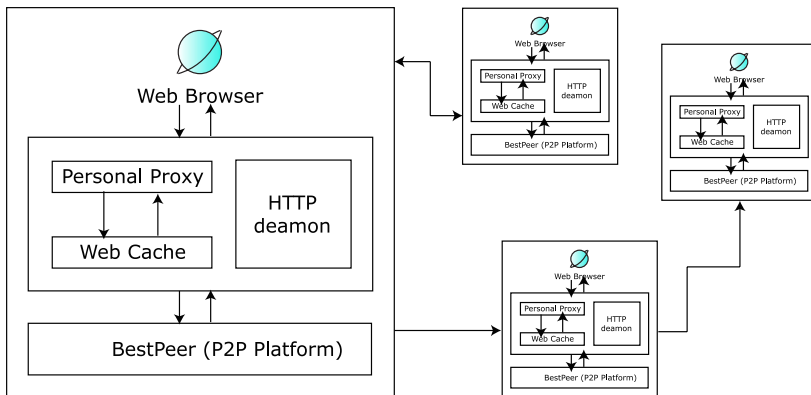 Web Browser
Personal Proxy
Web Cache
HTTP
deamon
BestPeer (P2P Platform)
Web Browser
Personal Proxy
Web Cache
HTTP
deamon
BestPeer (P2P Platform)
Web Browser
Personal Proxy
Web Cache
HTTP
deamon
BestPeer (P2P Platform)
Web Browser
Personal Proxy
Web Cache
HTTP
deamon
BestPeer (P2P Platform)